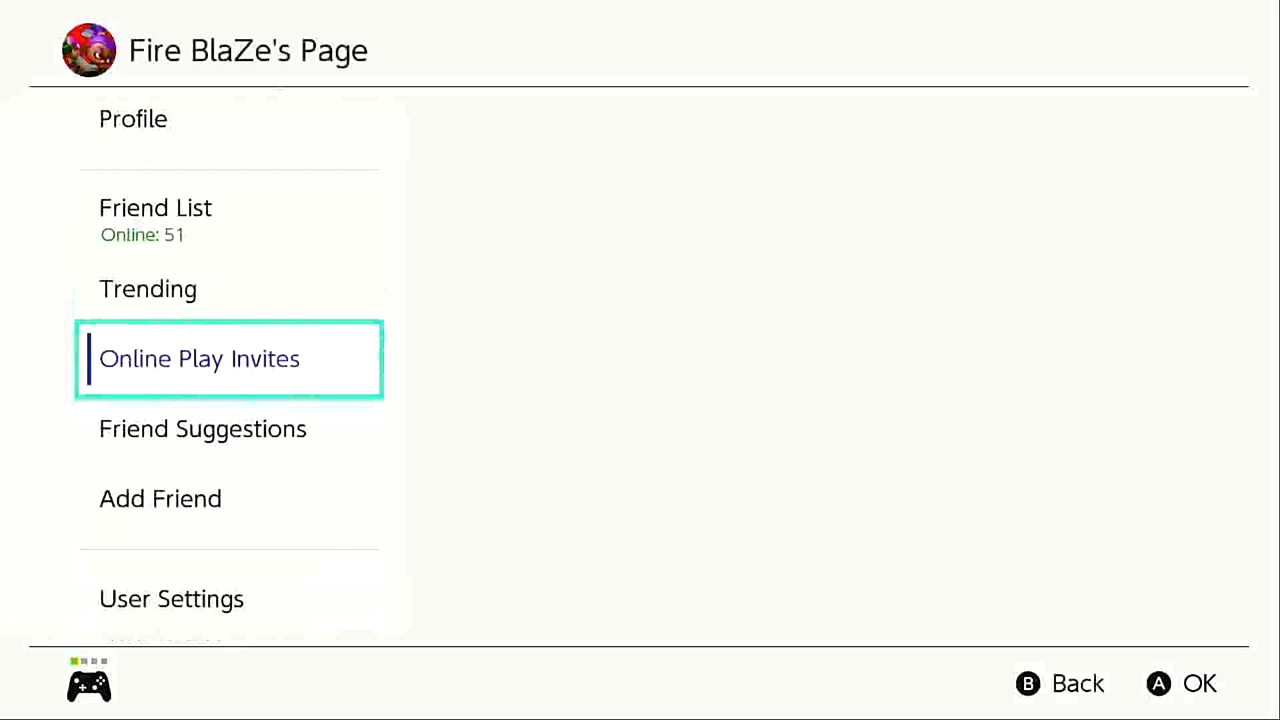 Fire BlaZe's Page
Profile
Friend List
Online: 51
Trending
Online Play Invites
Friend Suggestions
Add Friend
User Settings
B Back A OK